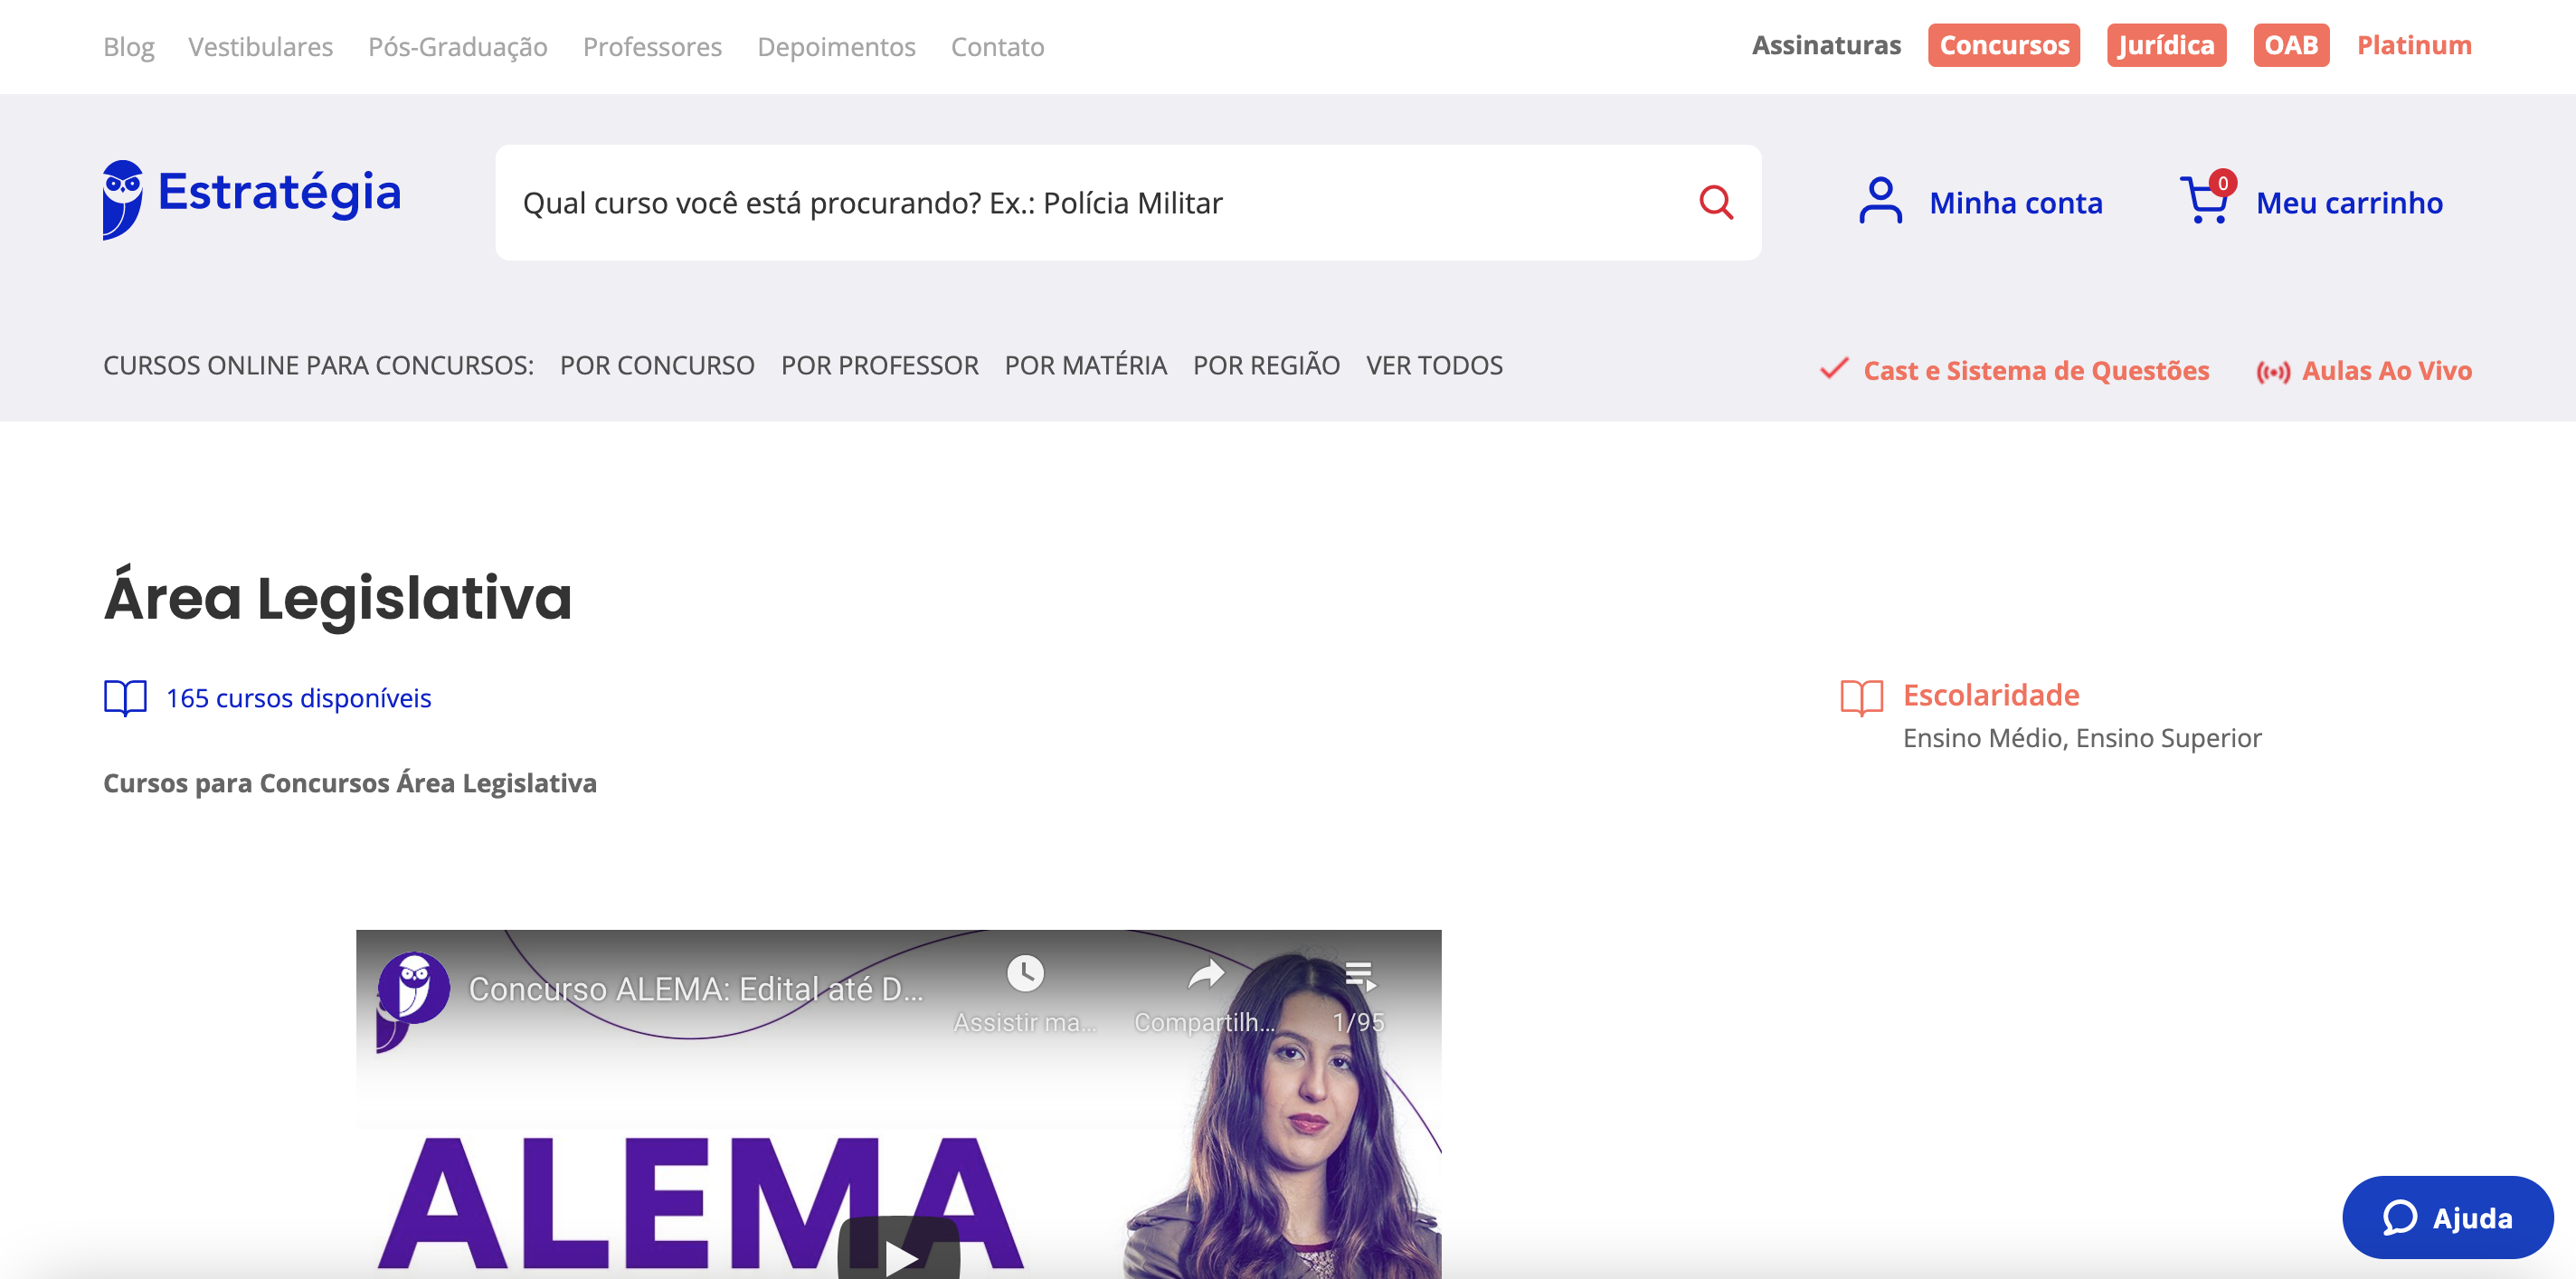 Blog Vestibulares Pós-Graduação Professores Depoimentos Contato Assinaturas Concursos Jurídica OAB Platinum
Estratégia Qual curso você está procurando? Ex.: Polícia Militar Minha conta 0 Meu carrinho
CURSOS ONLINE PARA CONCURSOS: POR CONCURSO POR PROFESSOR POR MATÉRIA POR REGIÃO VER TODOS Cast e Sistema de Questões Aulas Ao Vivo
Área Legislativa
165 cursos disponíveis
Escolaridade
Ensino Médio, Ensino Superior
Cursos para Concursos Área Legislativa
Concurso ALEMA: Edital até D...
Assistir ma... Compartilh... 1/95
ALEMA
Ajuda